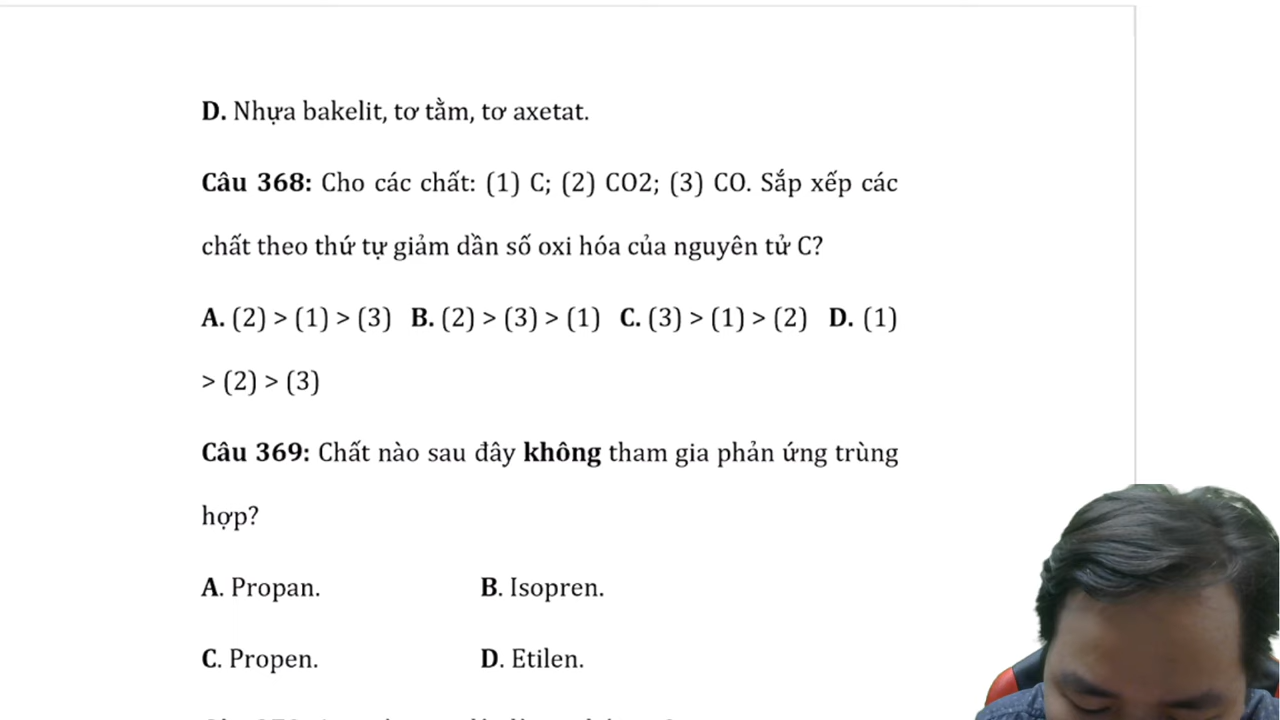 D. Nhựa bakelit, tơ tằm, tơ axetat.
Câu 368: Cho các chất: (1) C; (2) CO2; (3) CO. Sắp xếp các
chất theo thứ tự giảm dần số oxi hóa của nguyên tử C?
A. (2) > (1) > (3) B. (2) > (3) > (1) C. (3) > (1) > (2) D. (1)
> (2) > (3)
Câu 369: Chất nào sau đây không tham gia phản ứng trùng
hợp?
A. Propan. B. Isopren.
C. Propen. D. Etilen.